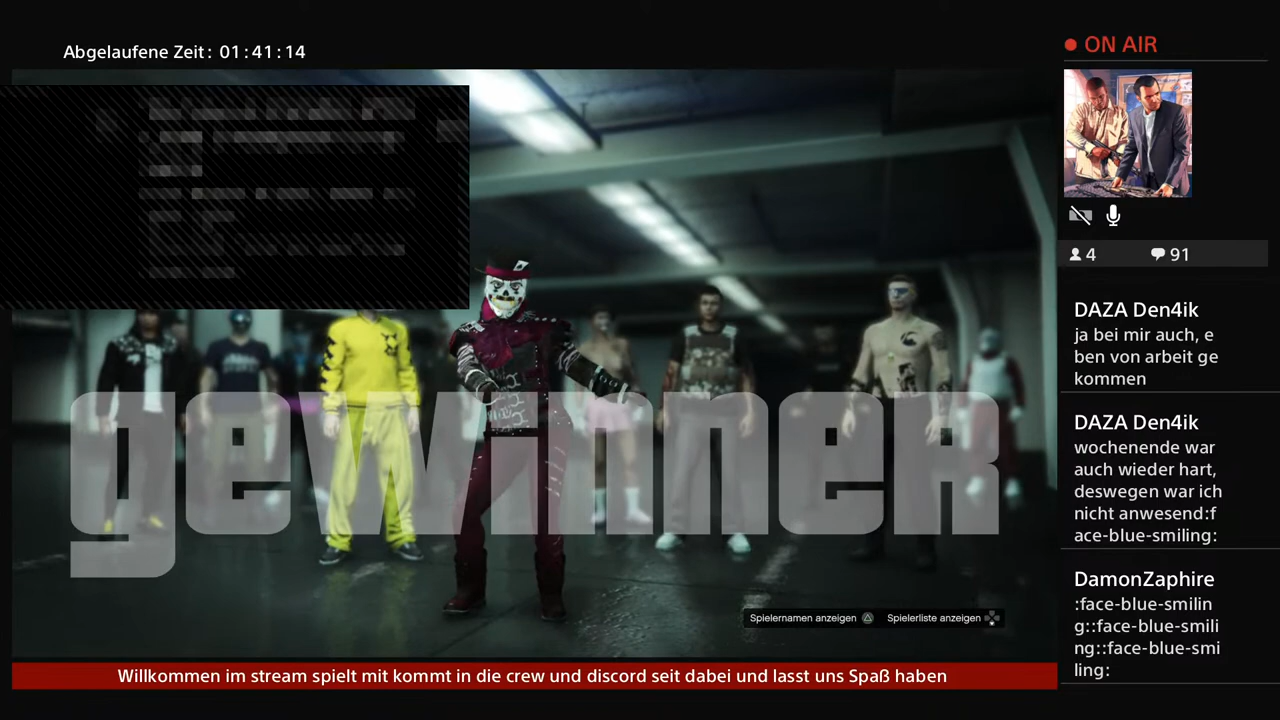 Abgelaufene Zeit: 01:41:14
ON AIR
4 91
DAZA Den4ik
ja bei mir auch, e
ben von arbeit ge
kommen
DAZA Den4ik
wochenende war
auch wieder hart,
deswegen war ich
nicht anwesend:f
ace-blue-smiling:
DamonZaphire
:face-blue-smilin
g::face-blue-smili
ng::face-blue-smi
ling:
gewinneR
Spielernamen anzeigen Spielerliste anzeigen
Willkommen im stream spielt mit kommt in die crew und discord seit dabei und lasst uns Spaß haben